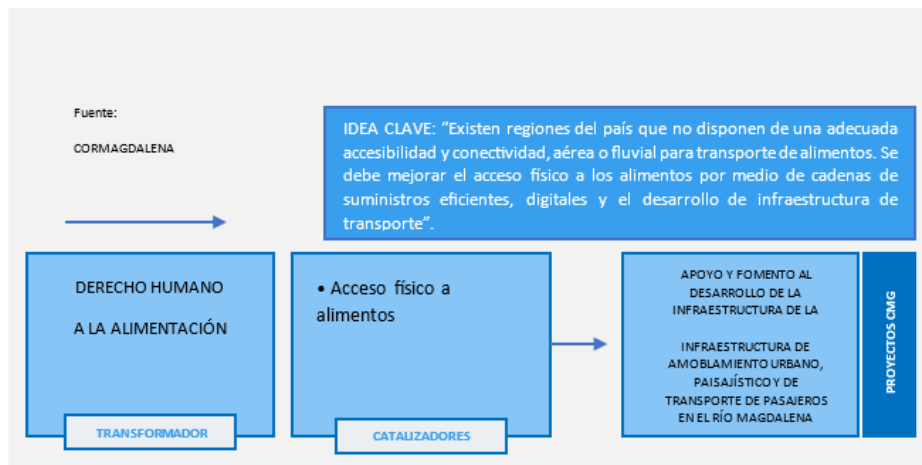 Fuente:
CORMAGDALENA
IDEA CLAVE: “Existen regiones del país que no disponen de una adecuada
accesibilidad y conectividad, aérea o fluvial para transporte de alimentos. Se
debe mejorar el acceso físico a los alimentos por medio de cadenas de
suministros eficientes, digitales y el desarrollo de infraestructura de
transporte”.
DERECHO HUMANO
A LA ALIMENTACIÓN
TRANSFORMADOR
• Acceso físico a
alimentos
CATALIZADORES
APOYO Y FOMENTO AL
DESARROLLO DE LA
INFRAESTRUCTURA DE LA
INFRAESTRUCTURA DE
AMOBLAMIENTO URBANO,
PAISAJÍSTICO Y DE
TRANSPORTE DE PASAJEROS
EN EL RÍO MAGDALENA
PROYECTOS CMG